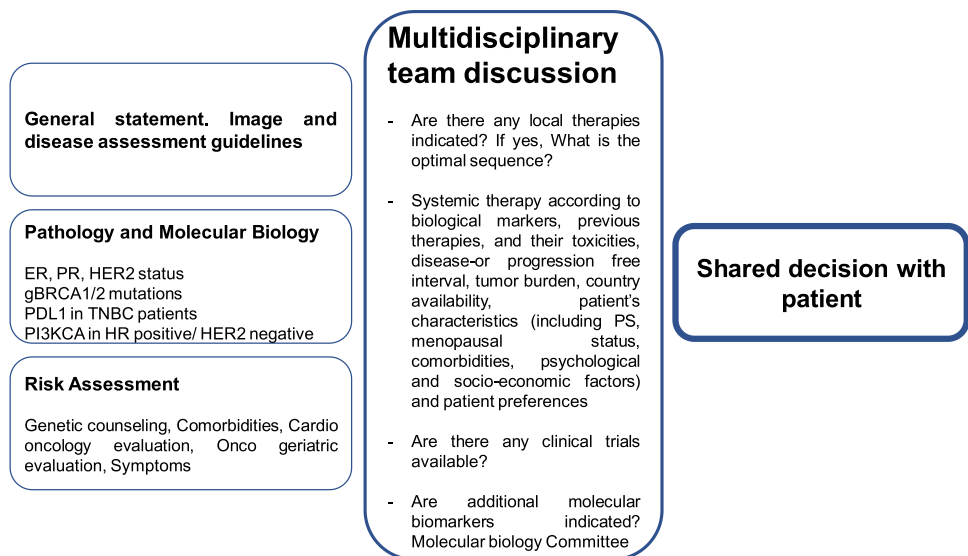 General statement. Image and
disease assessment guidelines
Pathology and Molecular Biology
ER, PR, HER2 status
gBRCA1/2 mutations
PDL1 in TNBC patients
PI3KCA in HR positive/ HER2 negative
Risk Assessment
Genetic counseling, Comorbidities, Cardio
oncology evaluation, Onco geriatric
evaluation, Symptoms
Multidisciplinary
team discussion
- Are there any local therapies
indicated? If yes, What is the
optimal sequence?
- Systemic therapy according to
biological markers, previous
therapies, and their toxicities,
disease-or progression free
interval, tumor burden, country
availability, patient's
characteristics (including PS,
menopausal status,
comorbidities, psychological
and socio-economic factors)
and patient preferences
- Are there any clinical trials
available?
- Are additional molecular
biomarkers indicated?
Molecular biology Committee
Shared decision with
patient